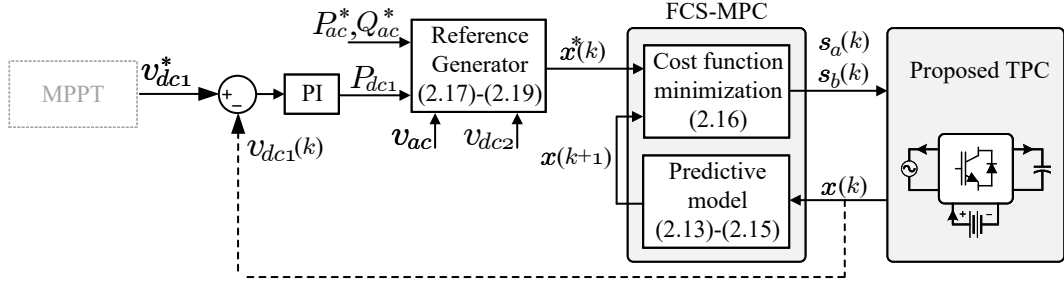 FCS-MPC
P*ac,Q*ac
Reference
Generator
(2.17)-(2.19)
x*(k)
Cost function
minimization
(2.16)
sa(k)
sb(k)
Proposed TPC
MPPT
v*dc1
+
−
PI
Pdc1
vac
vdc2
vdc1(k)
x(k+1)
Predictive
model
(2.13)-(2.15)
x(k)
+ −